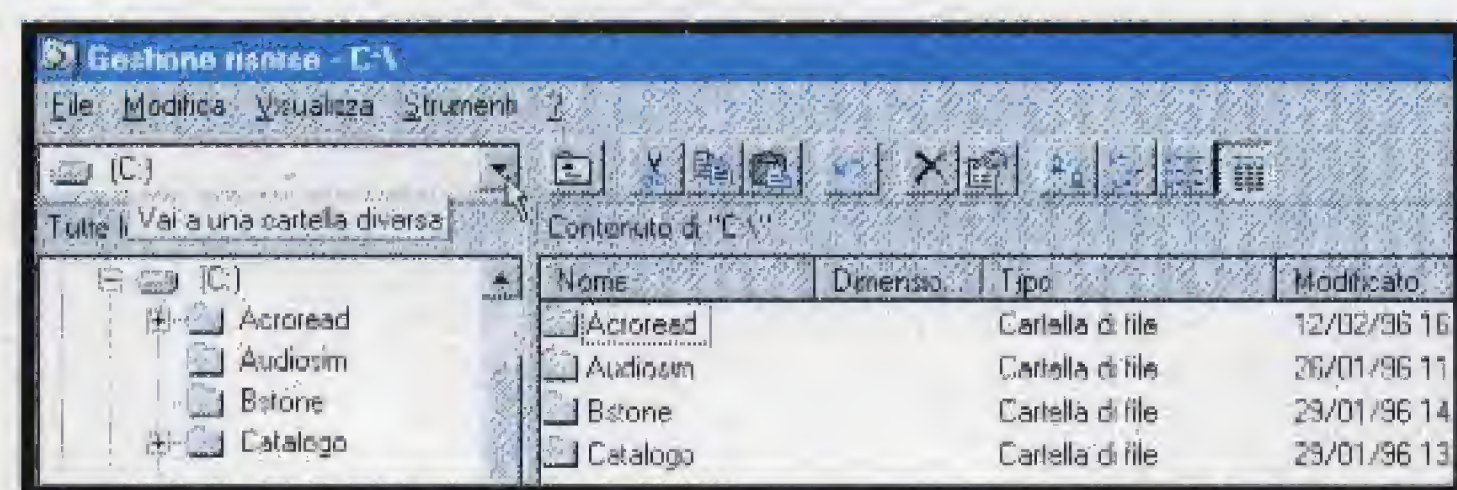 Gestione risorse - C:\
File Modifica Visualizza Strumenti ?
(C:)
Tutte l Vai a una cartella diversa
Contenuto di "C:\"
(C:)
Acroread
Audiosim
Bstone
Catalogo
Nome Dimensio... Tipo Modificato
Acroread Cartella di file 12/02/96 16
Audiosim Cartella di file 26/01/96 11
Bstone Cartella di file 29/01/96 14
Catalogo Cartella di file 29/01/96 13